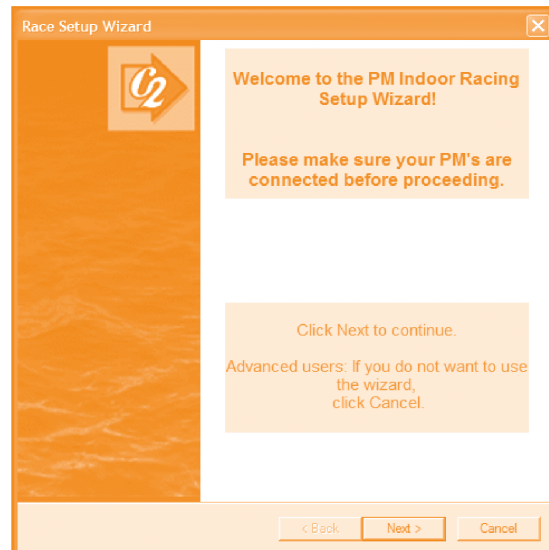 Race Setup Wizard
C2
Welcome to the PM Indoor Racing
Setup Wizard!
Please make sure your PM's are
connected before proceeding.
Click Next to continue.
Advanced users: If you do not want to use
the wizard,
click Cancel.
< Back
Next >
Cancel